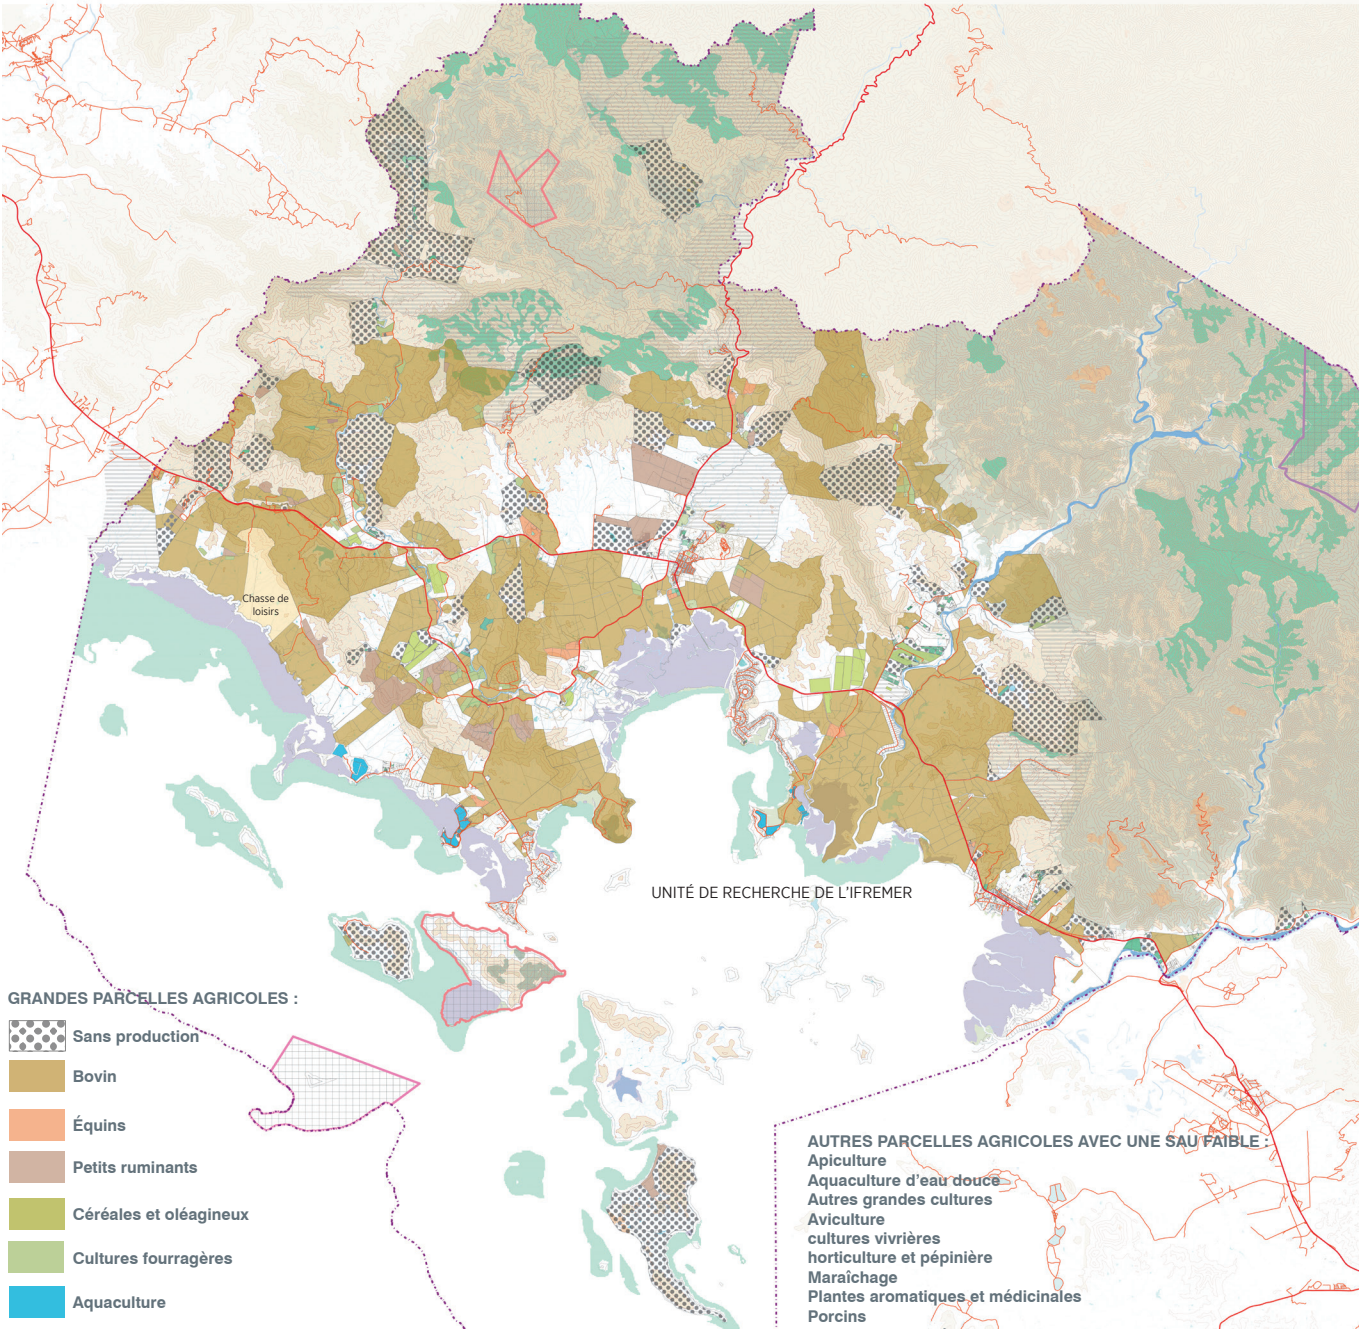 Chasse de
loisirs
UNITÉ DE RECHERCHE DE L'IFREMER
GRANDES PARCELLES AGRICOLES :
Sans production
Bovin
Équins
Petits ruminants
Céréales et oléagineux
Cultures fourragères
Aquaculture
AUTRES PARCELLES AGRICOLES AVEC UNE SAU FAIBLE :
Apiculture
Aquaculture d'eau douce
Autres grandes cultures
Aviculture
cultures vivrières
horticulture et pépinière
Maraîchage
Plantes aromatiques et médicinales
Porcins